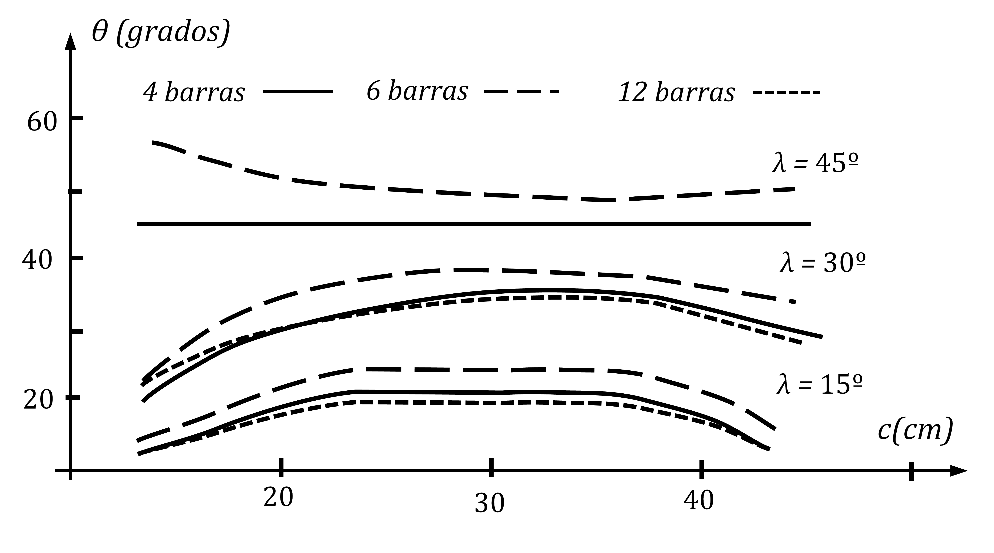 θ (grados)
4 barras 6 barras 12 barras
60
λ = 45º
40
λ = 30º
λ = 15º
20
c(cm)
20 30 40